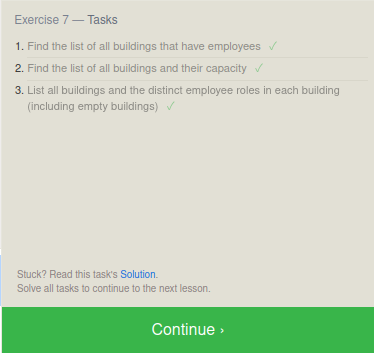 Exercise 7 — Tasks
1. Find the list of all buildings that have employees ✓
2. Find the list of all buildings and their capacity ✓
3. List all buildings and the distinct employee roles in each building
(including empty buildings) ✓
Stuck? Read this task's Solution.
Solve all tasks to continue to the next lesson.
Continue ›